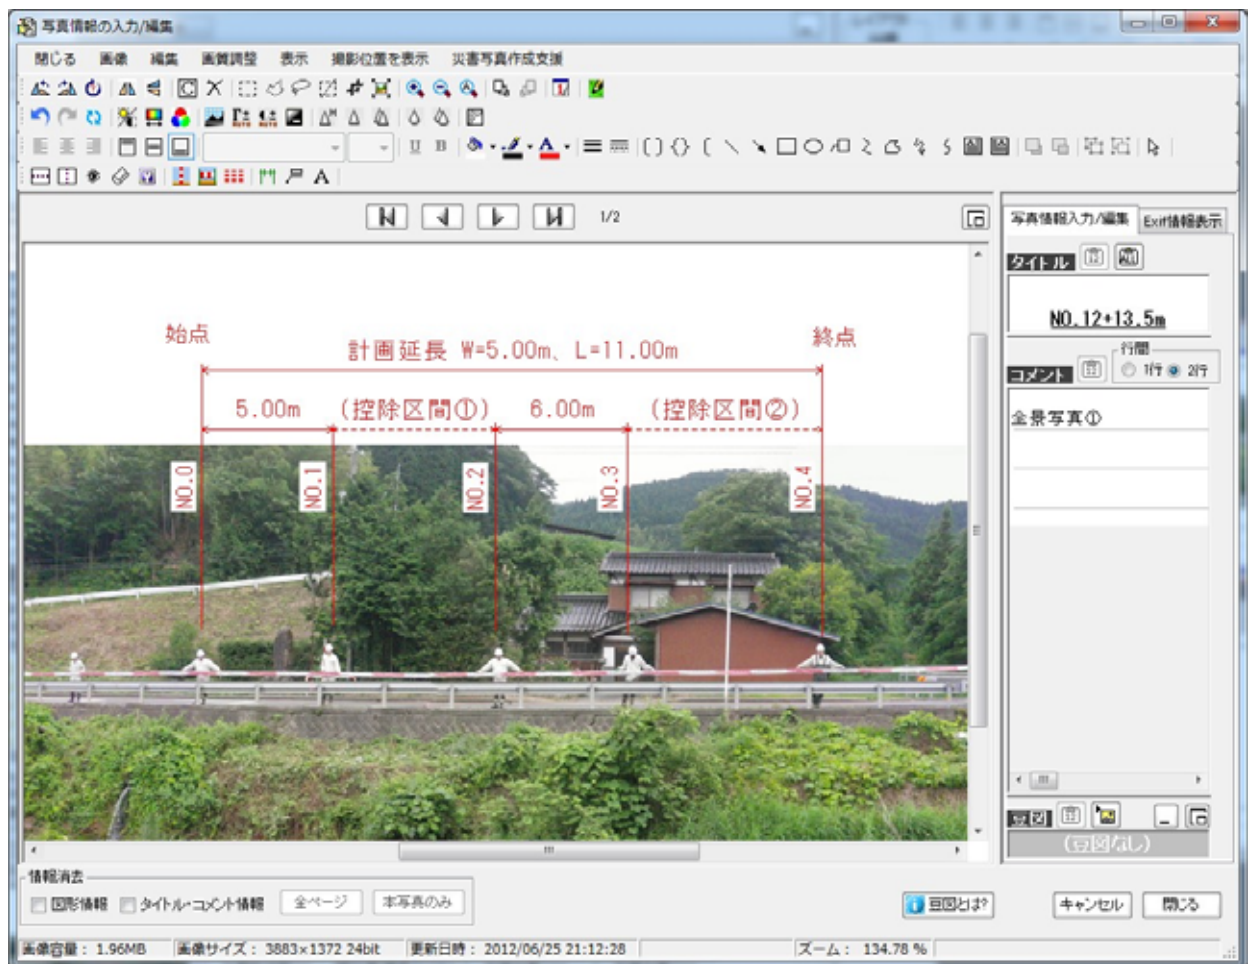 写真情報の入力/編集
閉じる 画像 編集 画質調整 表示 撮影位置を表示 災害写真作成支援
U B
A
1/2
写真情報入力/編集 Exif情報表示
タイトル
NO.12+13.5m
行間
コメント 1行 2行
全景写真①
始点 終点
計画延長 W=5.00m、L=11.00m
5.00m (控除区間①) 6.00m (控除区間②)
NO.0 NO.1 NO.2 NO.3 NO.4
豆図
(豆図なし)
情報消去
図形情報 タイトル・コメント情報 全ページ 本写真のみ
豆図とは? キャンセル 閉じる
画像容量: 1.96MB 画像サイズ: 3883×1372 24bit 更新日時: 2012/06/25 21:12:28 ズーム: 134.78 %